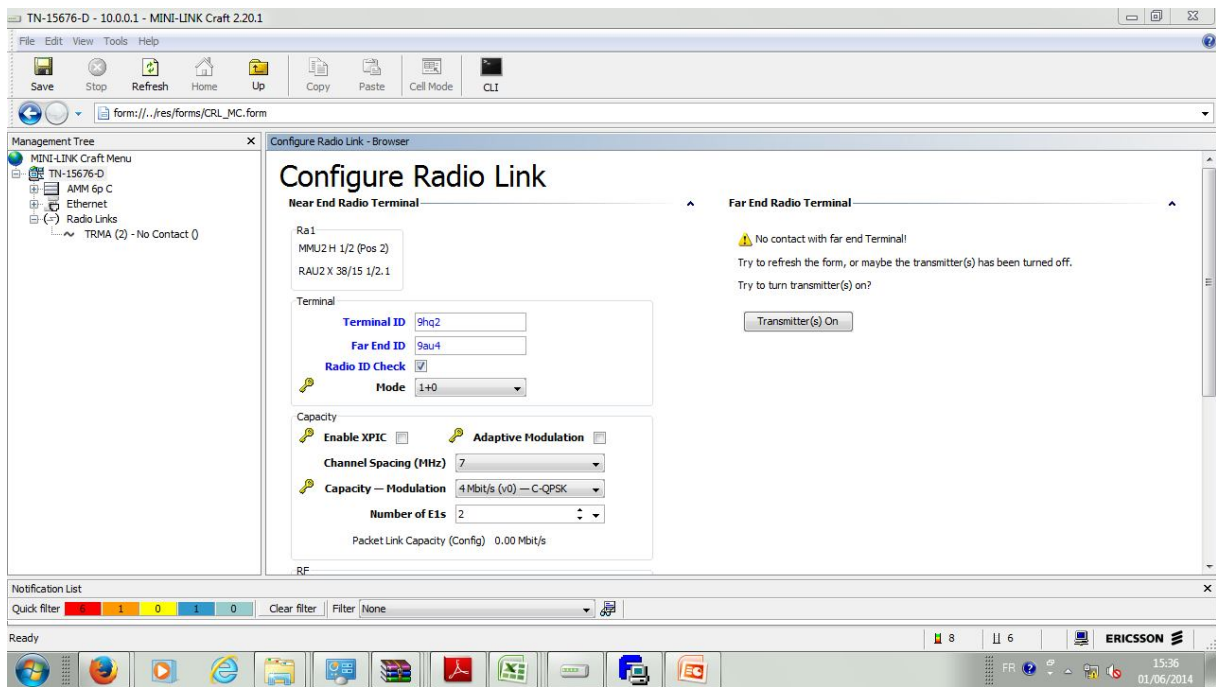 TN-15676-D - 10.0.0.1 - MINI-LINK Craft 2.20.1
File Edit View Tools Help
Save Stop Refresh Home Up Copy Paste Cell Mode CLI
form://../res/forms/CRL_MC.form
Management Tree
MINI-LINK Craft Menu
TN-15676-D
AMM 6p C
Ethernet
Radio Links
TRMA (2) - No Contact ()
Configure Radio Link - Browser
Configure Radio Link
Near End Radio Terminal
Ra1
MMU2 H 1/2 (Pos 2)
RAU2 X 38/15 1/2.1
Terminal
Terminal ID 9hq2
Far End ID 9au4
Radio ID Check
Mode 1+0
Capacity
Enable XPIC Adaptive Modulation
Channel Spacing (MHz) 7
Capacity — Modulation 4 Mbit/s (v0) — C-QPSK
Number of E1s 2
Packet Link Capacity (Config) 0.00 Mbit/s
RF
Far End Radio Terminal
No contact with far end Terminal!
Try to refresh the form, or maybe the transmitter(s) has been turned off.
Try to turn transmitter(s) on?
Transmitter(s) On
Notification List
Quick filter 6 1 0 1 0 Clear filter Filter None
Ready 8 6 ERICSSON
FR 15:36
01/06/2014